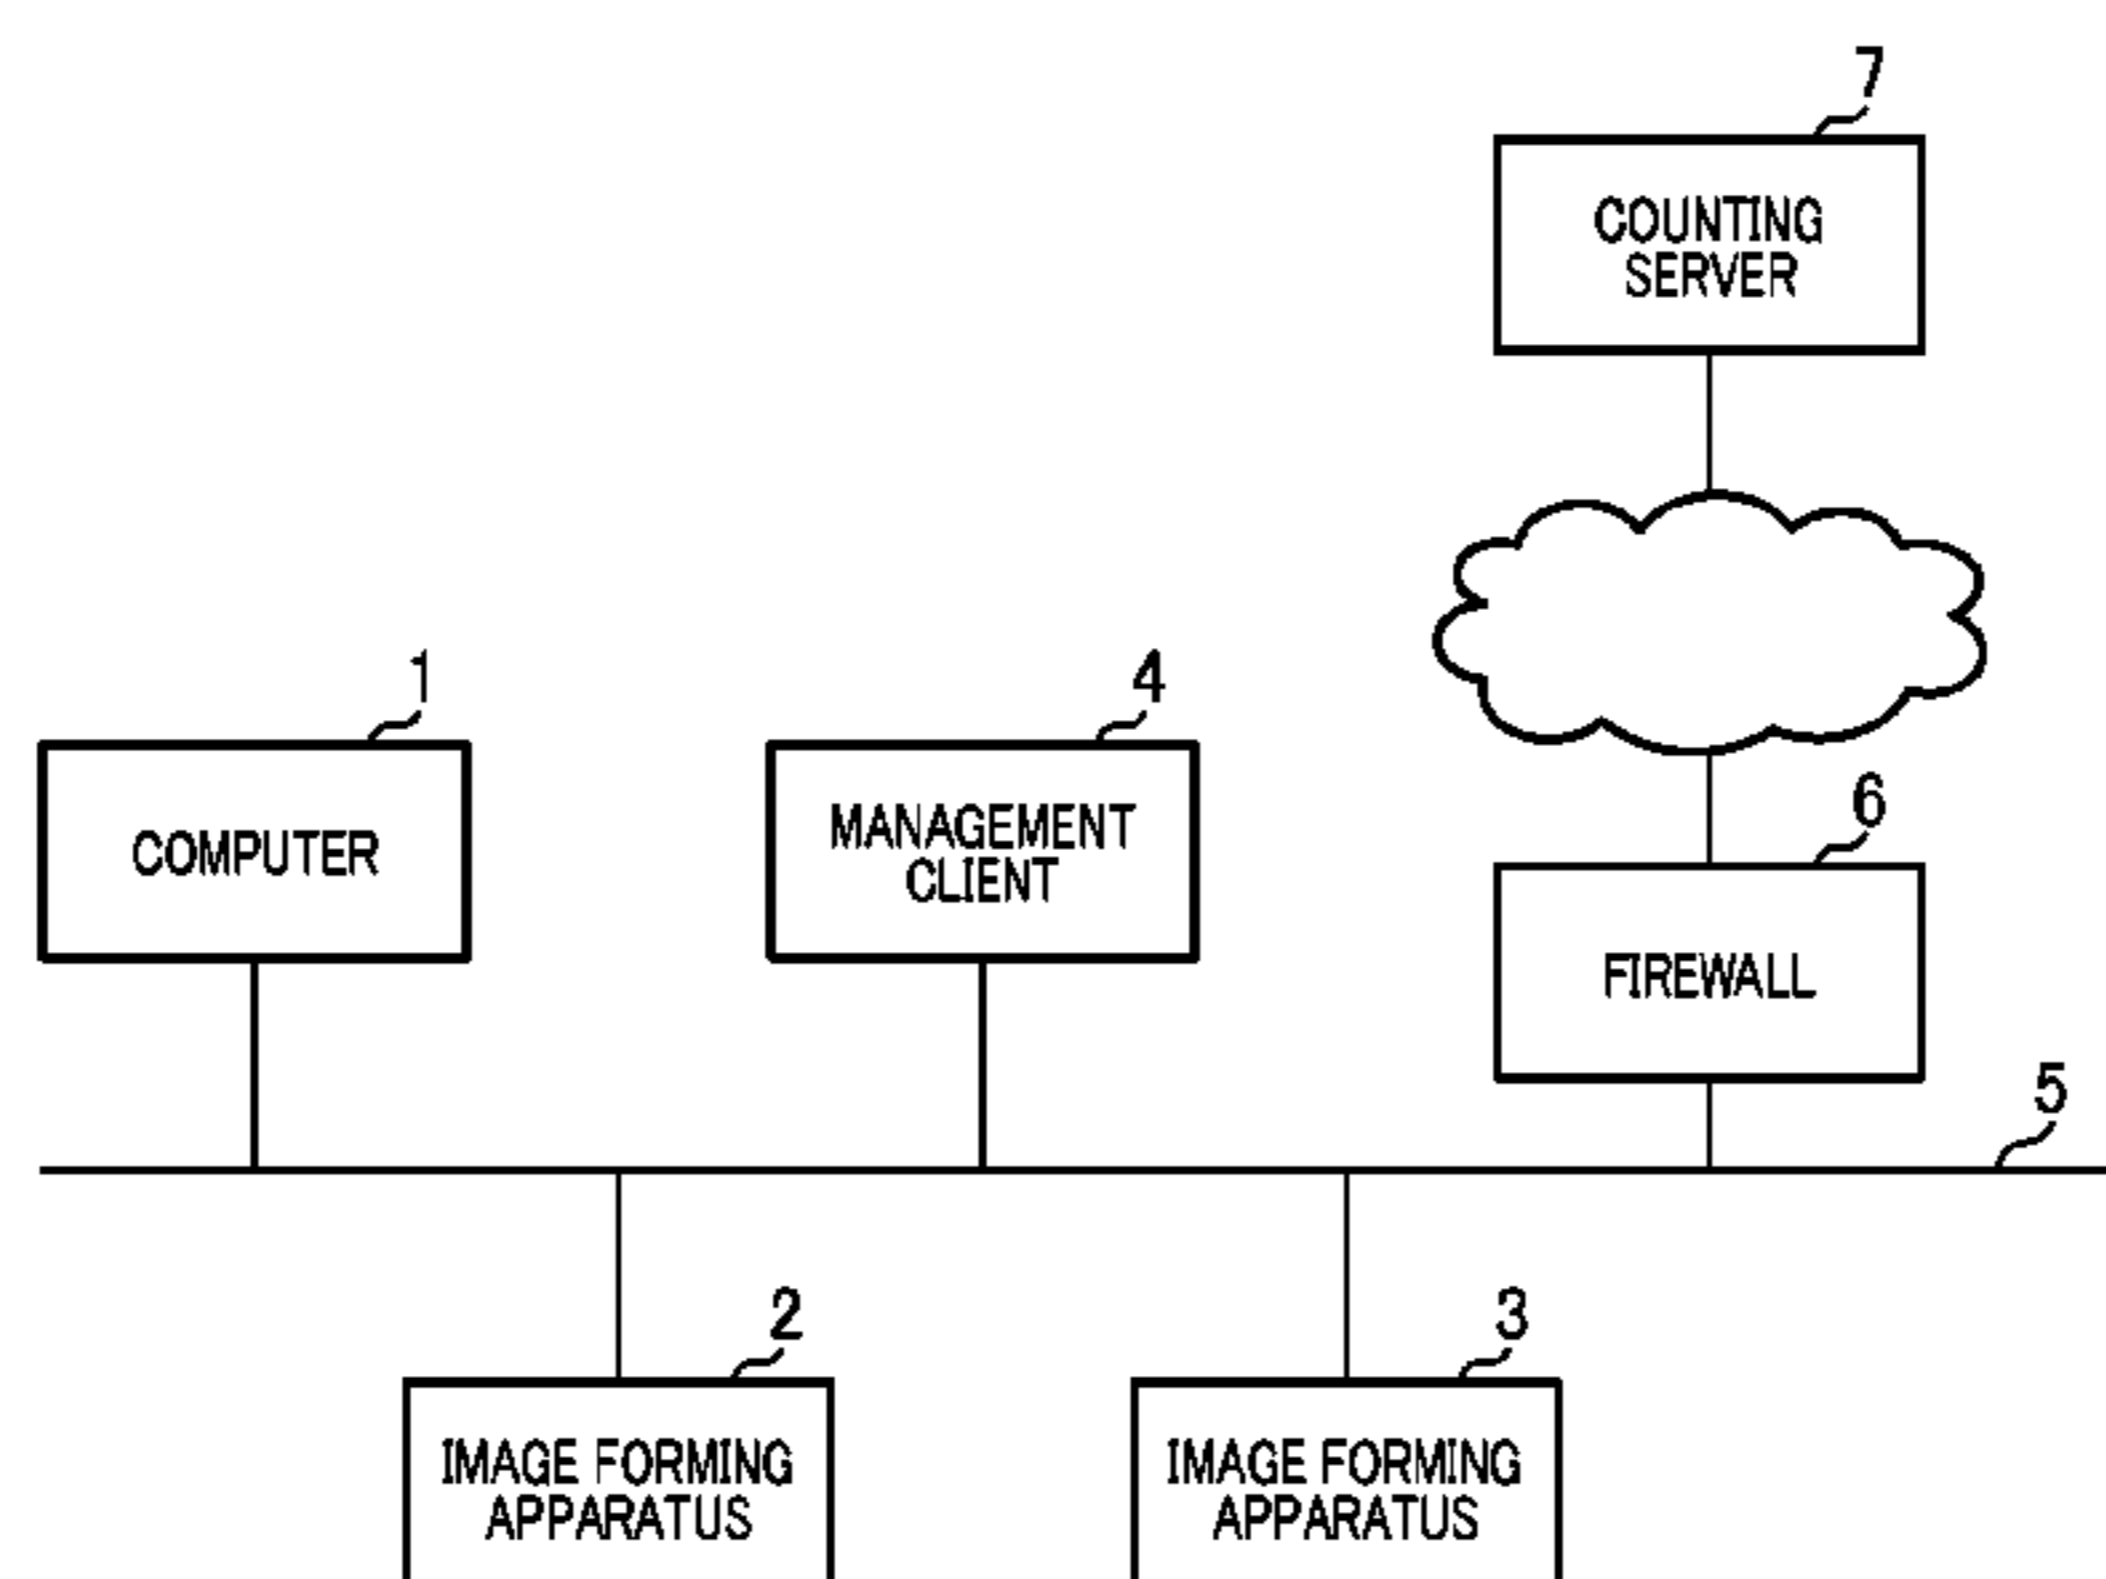 7
COUNTING
SERVER
1
4
COMPUTER
MANAGEMENT
CLIENT
6
FIREWALL
5
2
3
IMAGE FORMING
APPARATUS
IMAGE FORMING
APPARATUS